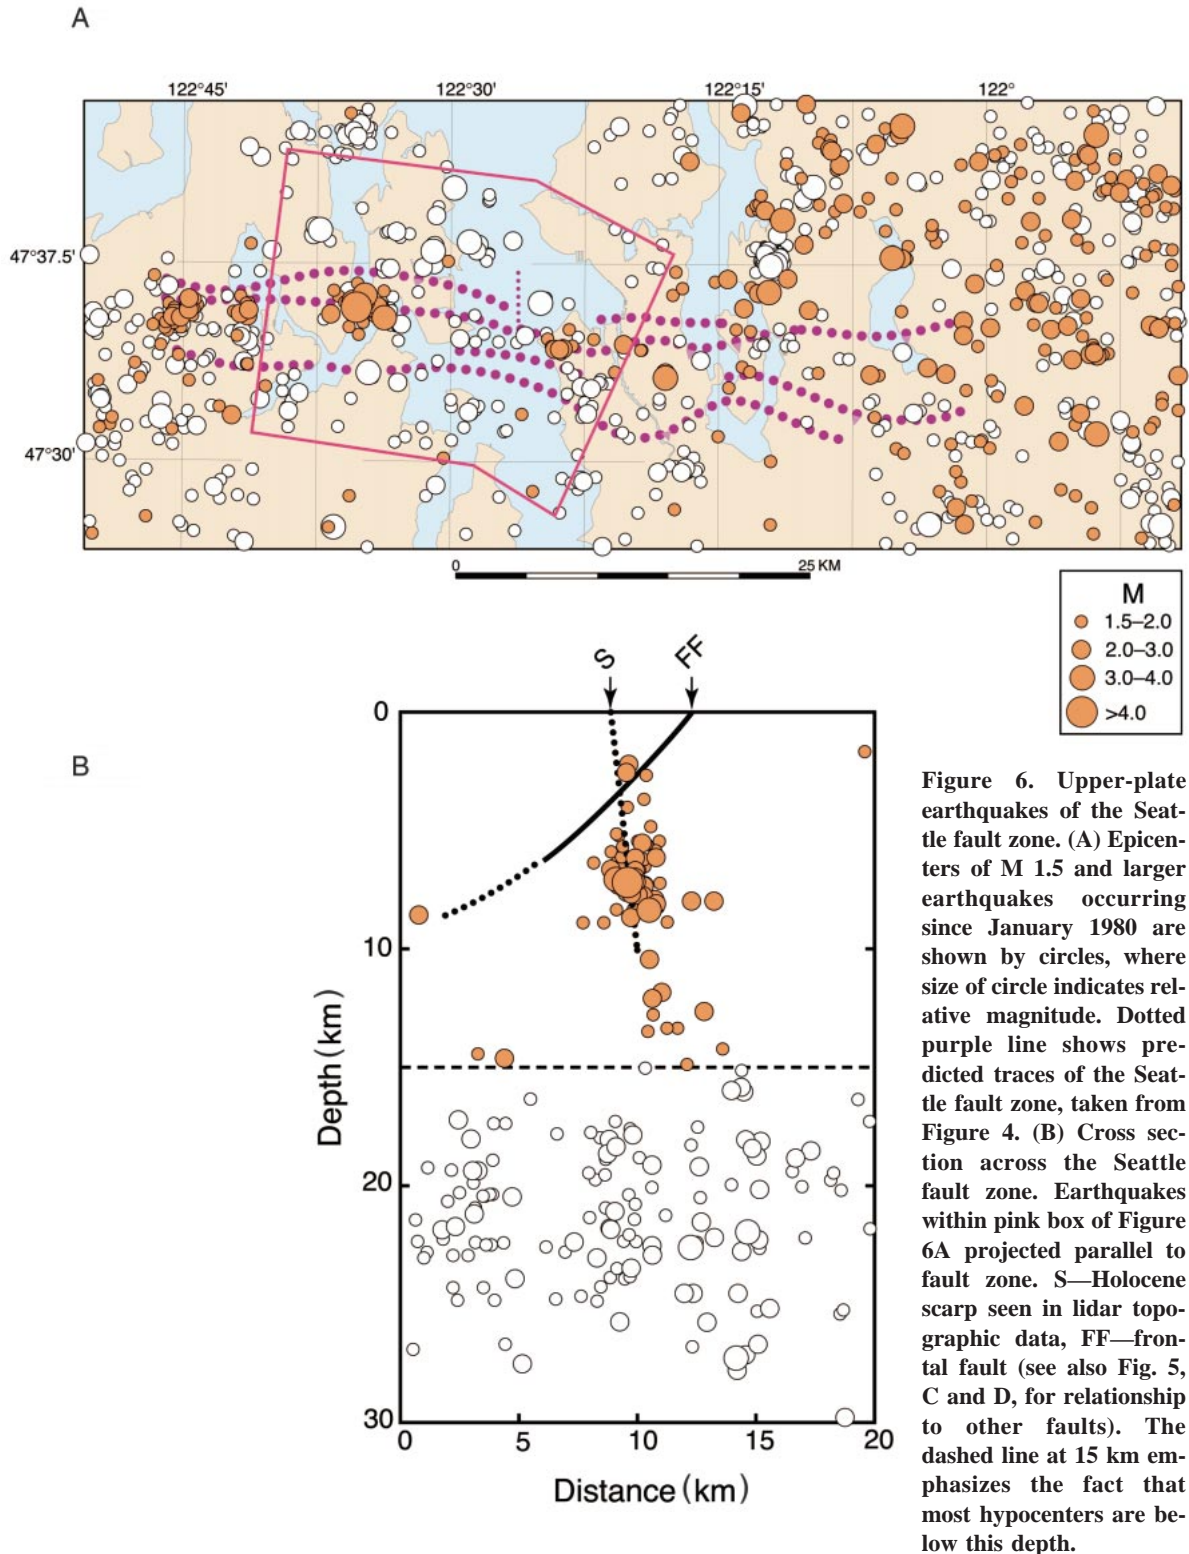 A
122°45'
122°30'
122°15'
122°
47°37.5'
47°30'
0
25 KM
M
1.5–2.0
2.0–3.0
3.0–4.0
>4.0
B
S
FF
0
10
20
30
Depth (km)
0
5
10
15
20
Distance (km)
Figure 6. Upper-plate
earthquakes of the Seat-
tle fault zone. (A) Epicen-
ters of M 1.5 and larger
earthquakes occurring
since January 1980 are
shown by circles, where
size of circle indicates rel-
ative magnitude. Dotted
purple line shows pre-
dicted traces of the Seat-
tle fault zone, taken from
Figure 4. (B) Cross sec-
tion across the Seattle
fault zone. Earthquakes
within pink box of Figure
6A projected parallel to
fault zone. S—Holocene
scarp seen in lidar topo-
graphic data, FF—fron-
tal fault (see also Fig. 5,
C and D, for relationship
to other faults). The
dashed line at 15 km em-
phasizes the fact that
most hypocenters are be-
low this depth.